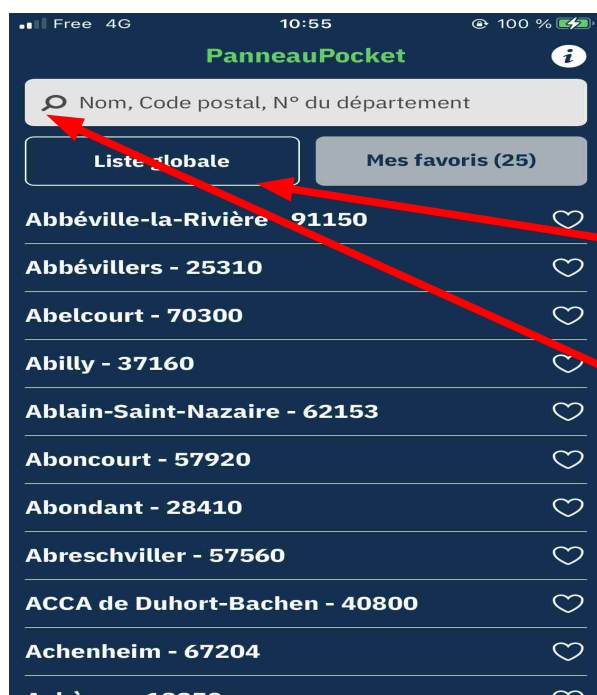 Free 4G 10:55 100 %
PanneauPocket i
Nom, Code postal, N° du département
Liste globale Mes favoris (25)
Abbéville-la-Rivière - 91150
Abbévillers - 25310
Abelcourt - 70300
Abilly - 37160
Ablain-Saint-Nazaire - 62153
Aboncourt - 57920
Abondant - 28410
Abreschviller - 57560
ACCA de Duhort-Bachen - 40800
Achenheim - 67204